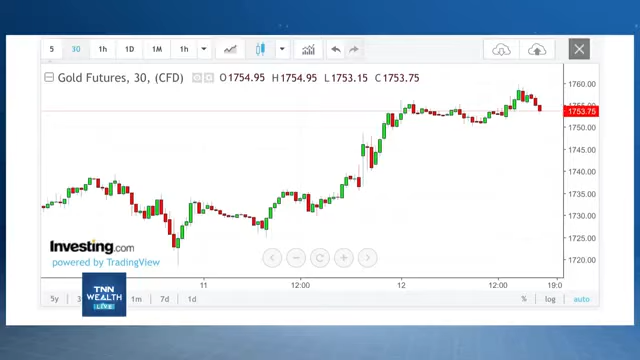 5 30 1h 1D 1M 1h
Gold Futures, 30, (CFD) O1754.95 H1754.95 L1753.15 C1753.75
1760.00
1753.75
1750.00
1745.00
1740.00
1735.00
1730.00
1725.00
1720.00
Investing.com
powered by TradingView
11 12:00 12 12:00 19:0
5y 1m 7d 1d % log auto
TNN
WEALTH
LIVE